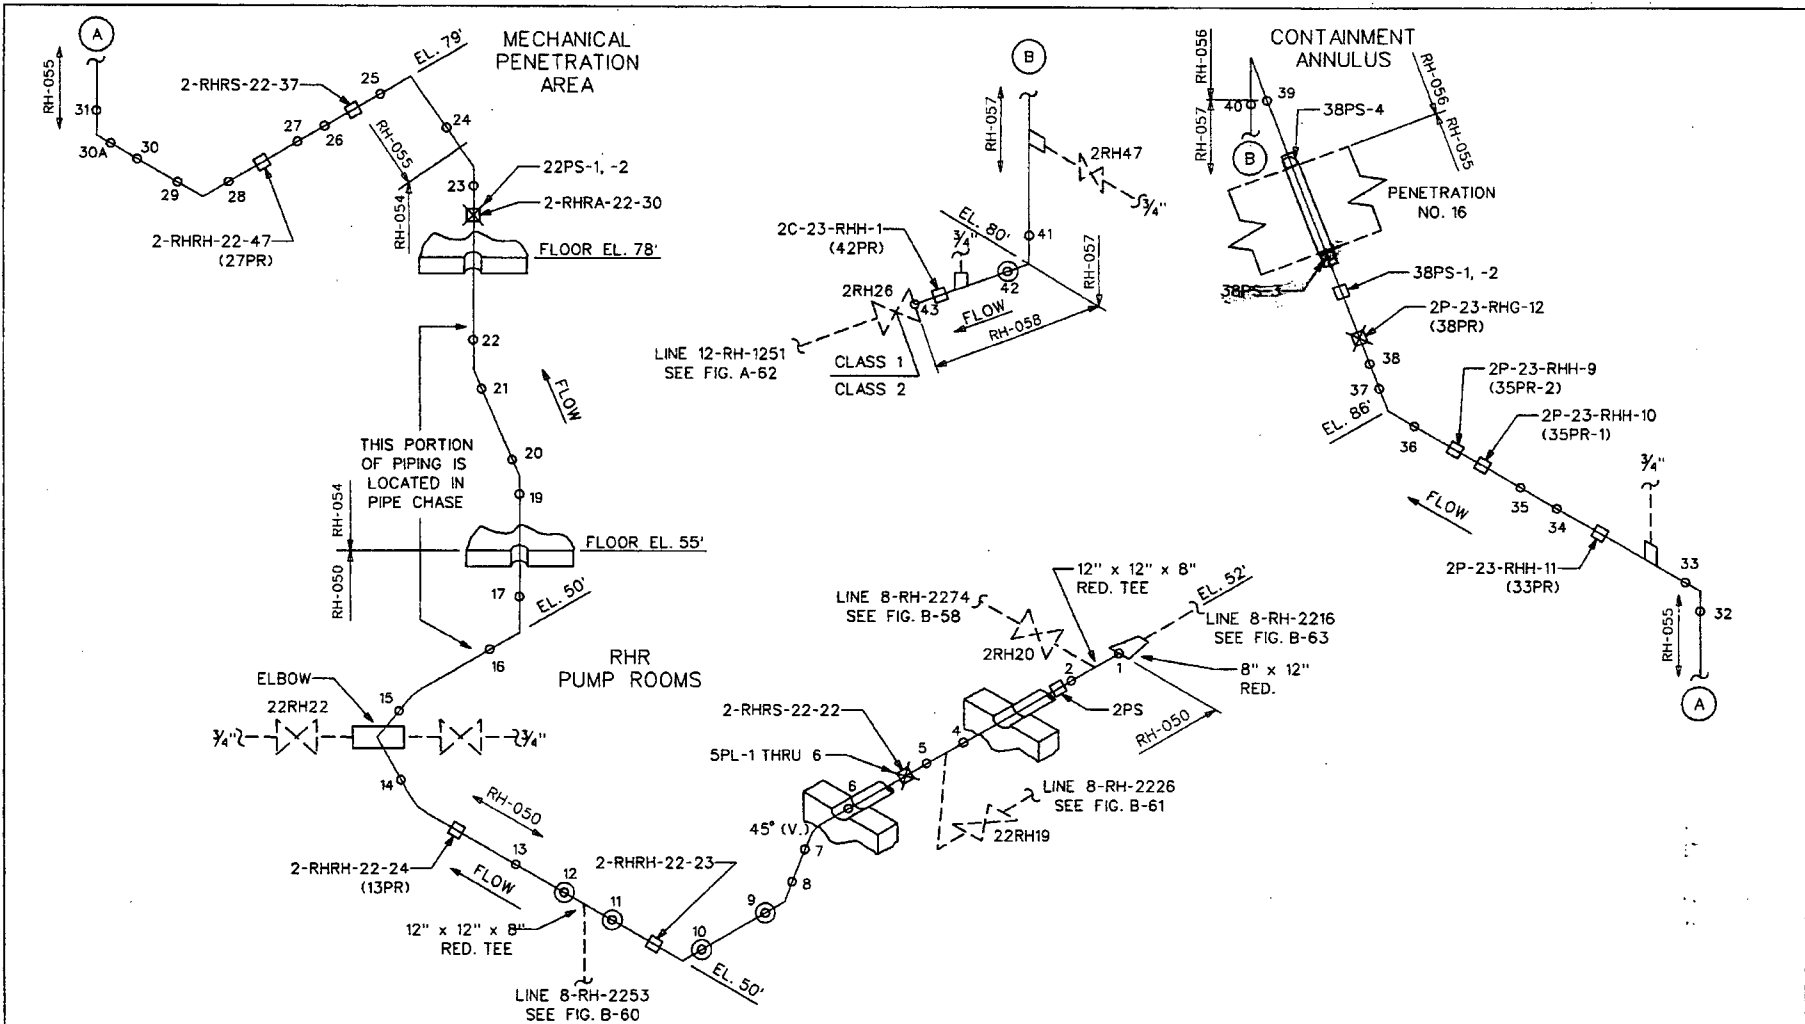 A
RH-055
31
30A
30
29
28
27
26
25
2-RHRS-22-37
EL. 79'
MECHANICAL
PENETRATION
AREA
24
RH-055
RH-054
23
22PS-1, -2
2-RHRA-22-30
2-RHRH-22-47
(27PR)
FLOOR EL. 78'
22
21
FLOW
20
19
THIS PORTION
OF PIPING IS
LOCATED IN
PIPE CHASE
RH-054
RH-050
FLOOR EL. 55'
17
EL. 50'
16
RHR
PUMP ROOMS
ELBOW
15
22RH22
3/4"
3/4"
14
RH-050
13
2-RHRH-22-24
(13PR)
FLOW
12
11
12" x 12" x 8"
RED. TEE
LINE 8-RH-2253
SEE FIG. B-60
2-RHRH-22-23
10
EL. 50'
9
8
7
45° (V.)
6
5PL-1 THRU 6
2-RHRS-22-22
5
4
LINE 8-RH-2226
SEE FIG. B-61
22RH19
2PS
2
1
RH-050
8" x 12"
RED.
12" x 12" x 8"
RED. TEE
EL. 52'
LINE 8-RH-2216
SEE FIG. B-63
LINE 8-RH-2274
SEE FIG. B-58
2RH20
B
RH-057
2RH47
3/4"
41
EL. 80'
3/4"
2C-23-RHH-1
(42PR)
42
RH-057
2RH26
43
FLOW
RH-058
LINE 12-RH-1251
SEE FIG. A-62
CLASS 1
CLASS 2
CONTAINMENT
ANNULUS
RH-056
RH-057
40
39
B
38PS-4
RH-056
RH-055
PENETRATION
NO. 16
38PS-3
38PS-1, -2
2P-23-RHG-12
(38PR)
38
37
EL. 86'
36
2P-23-RHH-9
(35PR-2)
2P-23-RHH-10
(35PR-1)
35
34
FLOW
3/4"
2P-23-RHH-11
(33PR)
33
32
RH-055
A